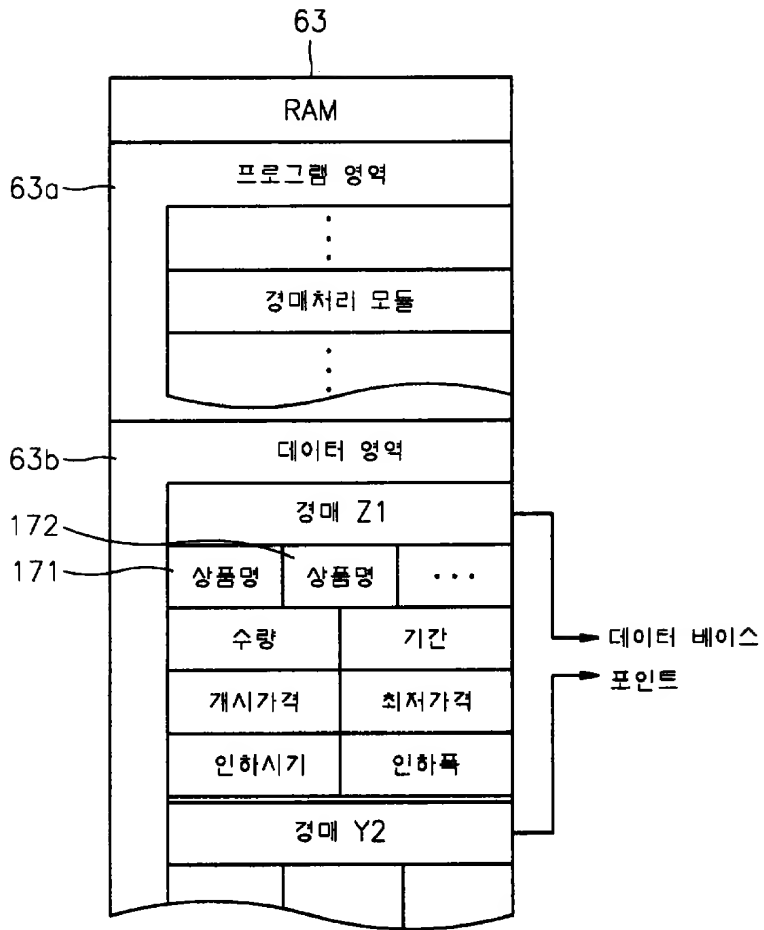 63
RAM
63a
프로그램 영역
경매처리 모듈
63b
데이터 영역
경매 Z1
172
171
상품명 상품명 ...
수량 기간
데이터 베이스
개시가격 최저가격
포인트
인하시기 인하폭
경매 Y2